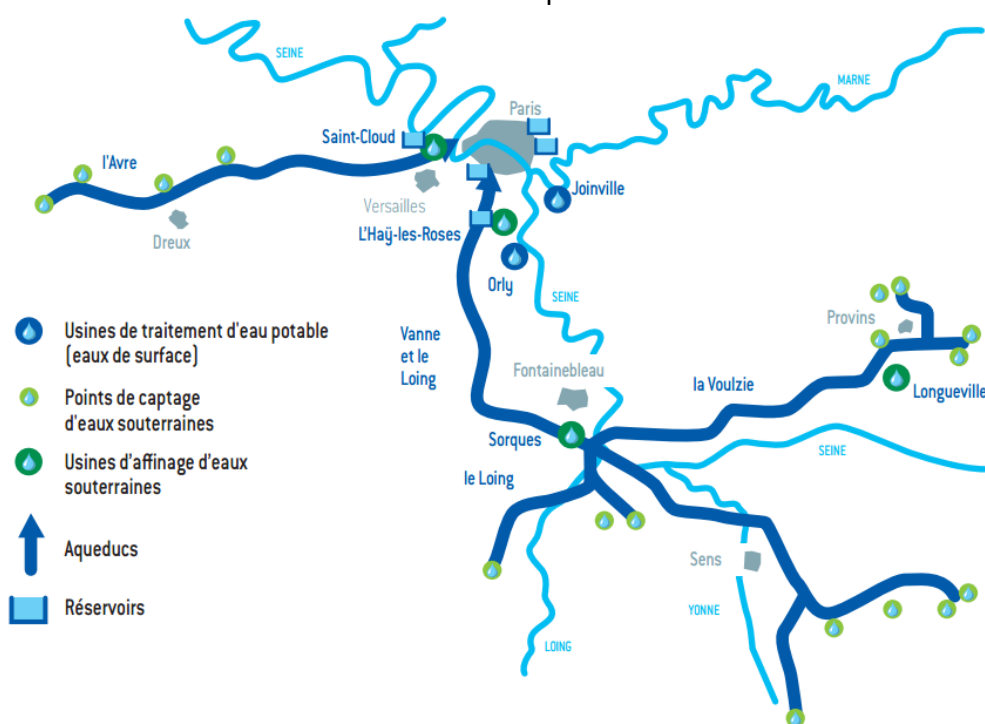 SEINE
MARNE
Paris
Saint-Cloud
l'Avre
Joinville
Versailles
L'Haÿ-les-Roses
Dreux
Orly
SEINE
Provins
Usines de traitement d'eau potable
(eaux de surface)
Vanne
et le
Loing
Fontainebleau
la Voulzie
Longueville
Points de captage
d'eaux souterraines
Sorques
SEINE
Usines d'affinage d'eaux
souterraines
le Loing
Aqueducs
Sens
Réservoirs
YONNE
LOING